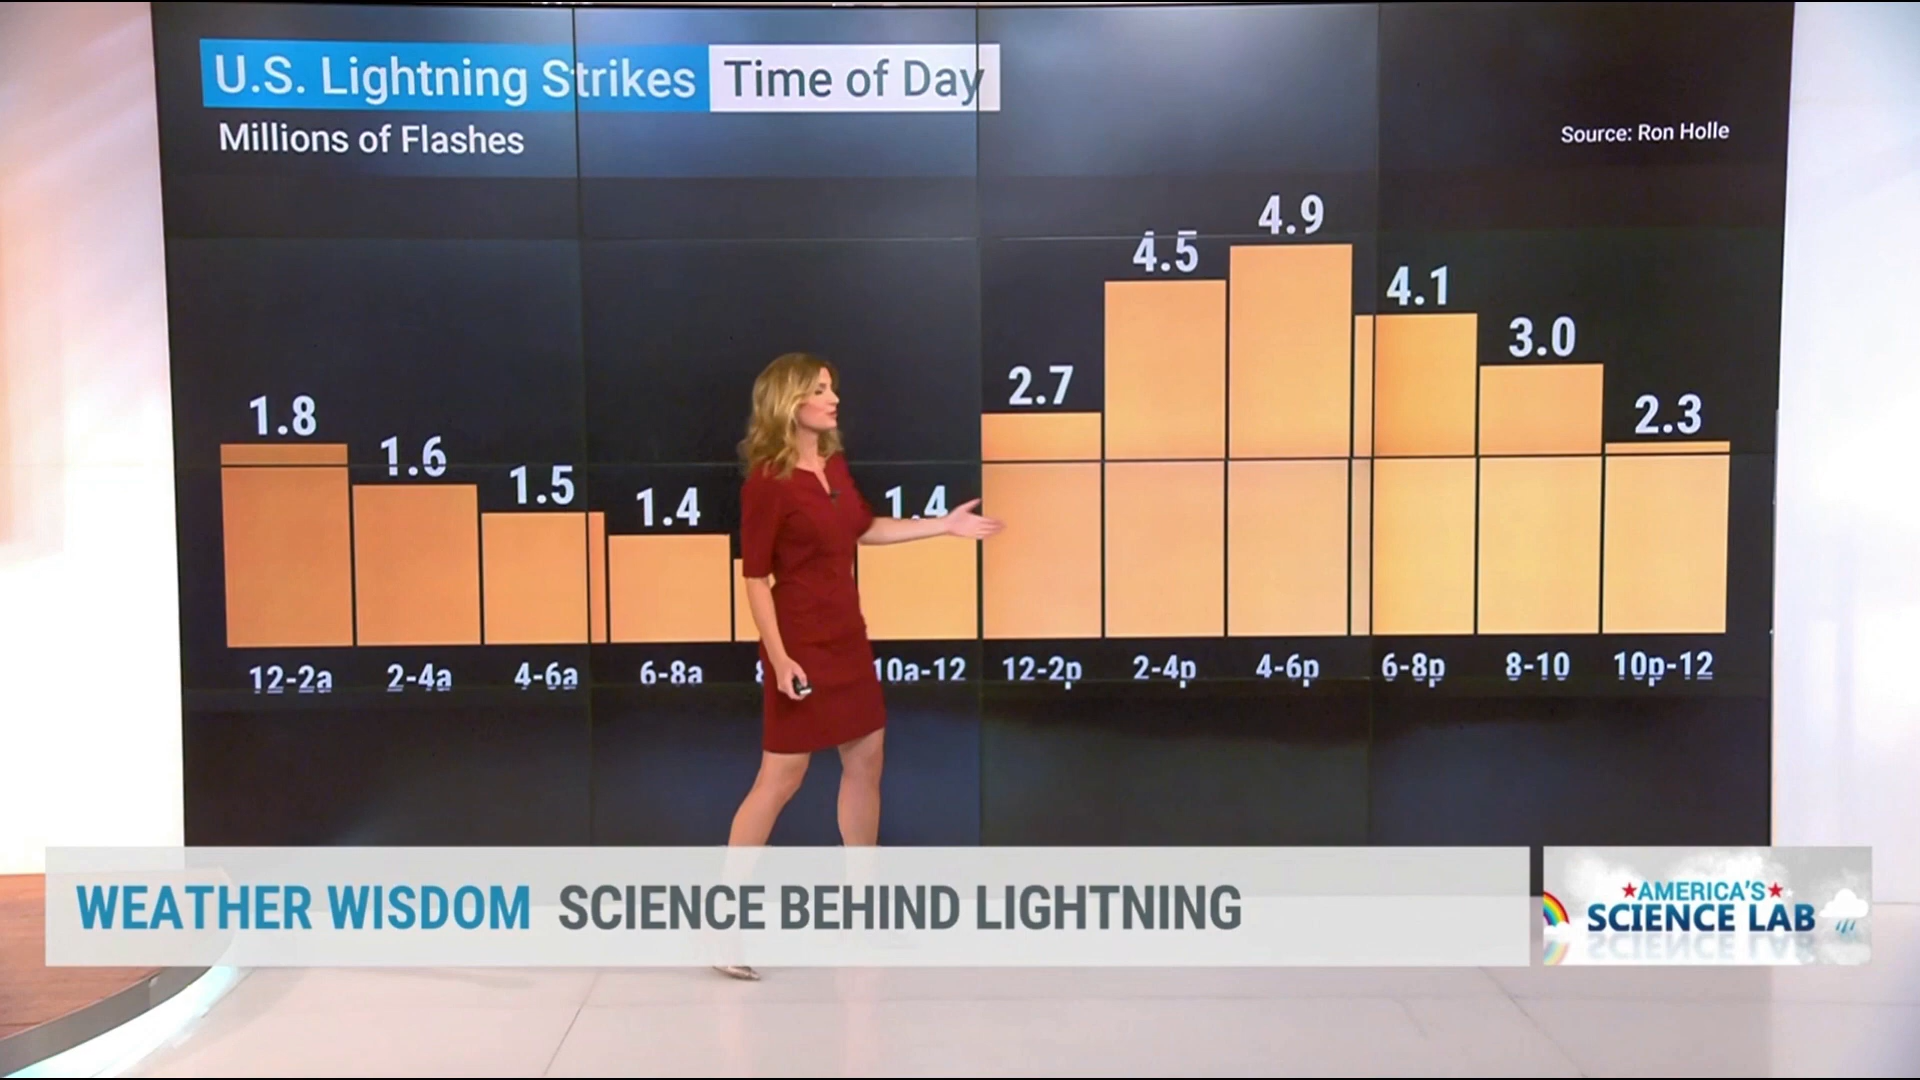 U.S. Lightning Strikes Time of Day
Millions of Flashes
Source: Ron Holle
1.8
1.6
1.5
1.4
1.4
2.7
4.5
4.9
4.1
3.0
2.3
12-2a 2-4a 4-6a 6-8a 10a-12 12-2p 2-4p 4-6p 6-8p 8-10 10p-12
WEATHER WISDOM SCIENCE BEHIND LIGHTNING
AMERICA'S
SCIENCE LAB